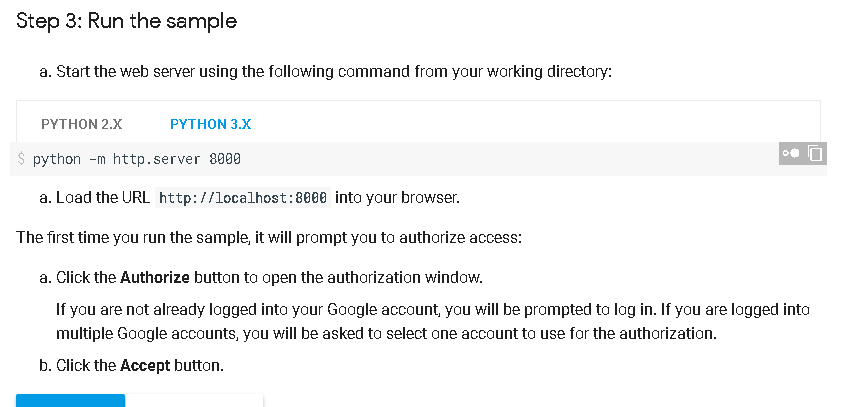 Step 3: Run the sample
a. Start the web server using the following command from your working directory:
PYTHON 2.X PYTHON 3.X
$ python -m http.server 8000
a. Load the URL http://localhost:8000 into your browser.
The first time you run the sample, it will prompt you to authorize access:
a. Click the Authorize button to open the authorization window.
If you are not already logged into your Google account, you will be prompted to log in. If you are logged into
multiple Google accounts, you will be asked to select one account to use for the authorization.
b. Click the Accept button.